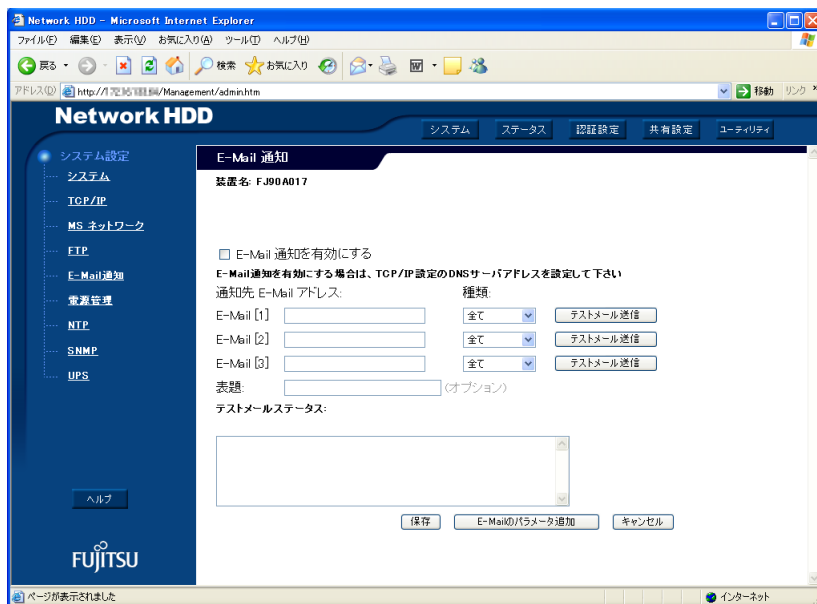 Network HDD - Microsoft Internet Explorer
ファイル(F) 編集(E) 表示(V) お気に入り(A) ツール(T) ヘルプ(H)
戻る 検索 お気に入り
アドレス(D) http://1 /Management/admin.htm 移動 リンク »
Network HDD
システム ステータス 認証設定 共有設定 ユーティリティ
システム設定
システム
TCP/IP
MS ネットワーク
FTP
E-Mail通知
電源管理
NTP
SNMP
UPS
ヘルプ
FUJITSU
E-Mail 通知
装置名: FJ90A017
E-Mail 通知を有効にする
E-Mail通知を有効にする場合は、TCP/IP設定のDNSサーバアドレスを設定して下さい
通知先 E-Mail アドレス: 種類:
E-Mail [1] 全て テストメール送信
E-Mail [2] 全て テストメール送信
E-Mail [3] 全て テストメール送信
表題: (オプション)
テストメールステータス:
保存 E-Mailのパラメータ追加 キャンセル
ページが表示されました インターネット